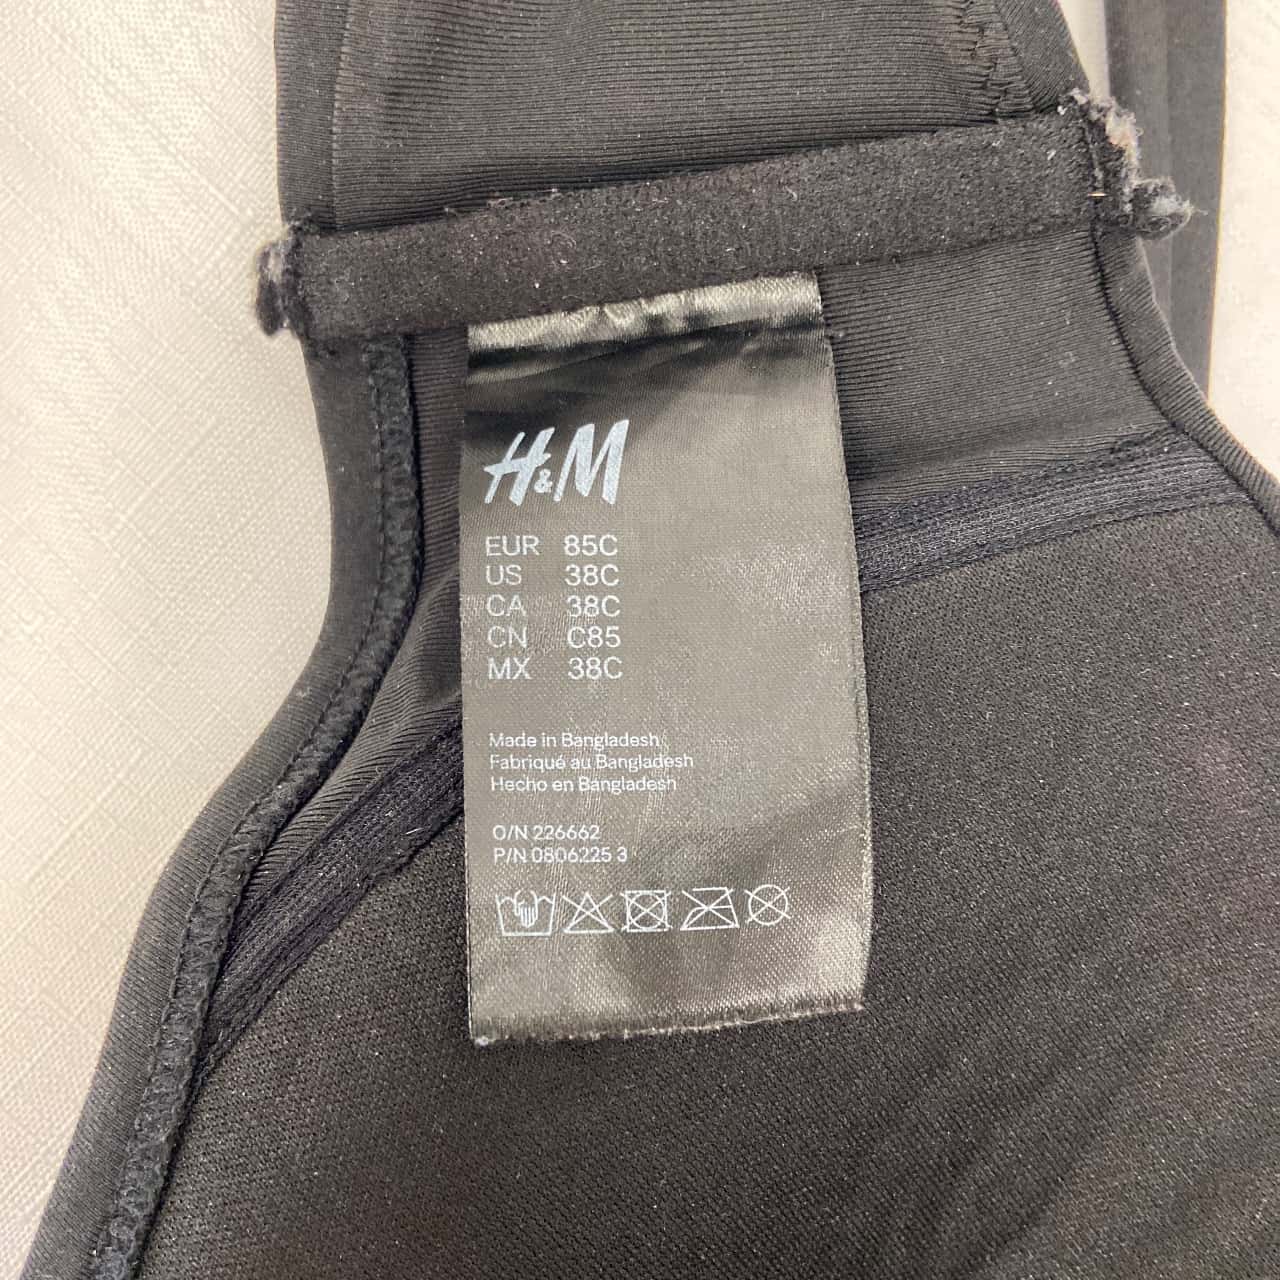 H&M
EUR 85C
US 38C
CA 38C
CN C85
MX 38C
Made in Bangladesh
Fabriqué au Bangladesh
Hecho en Bangladesh
O/N 226662
P/N 0806225 3